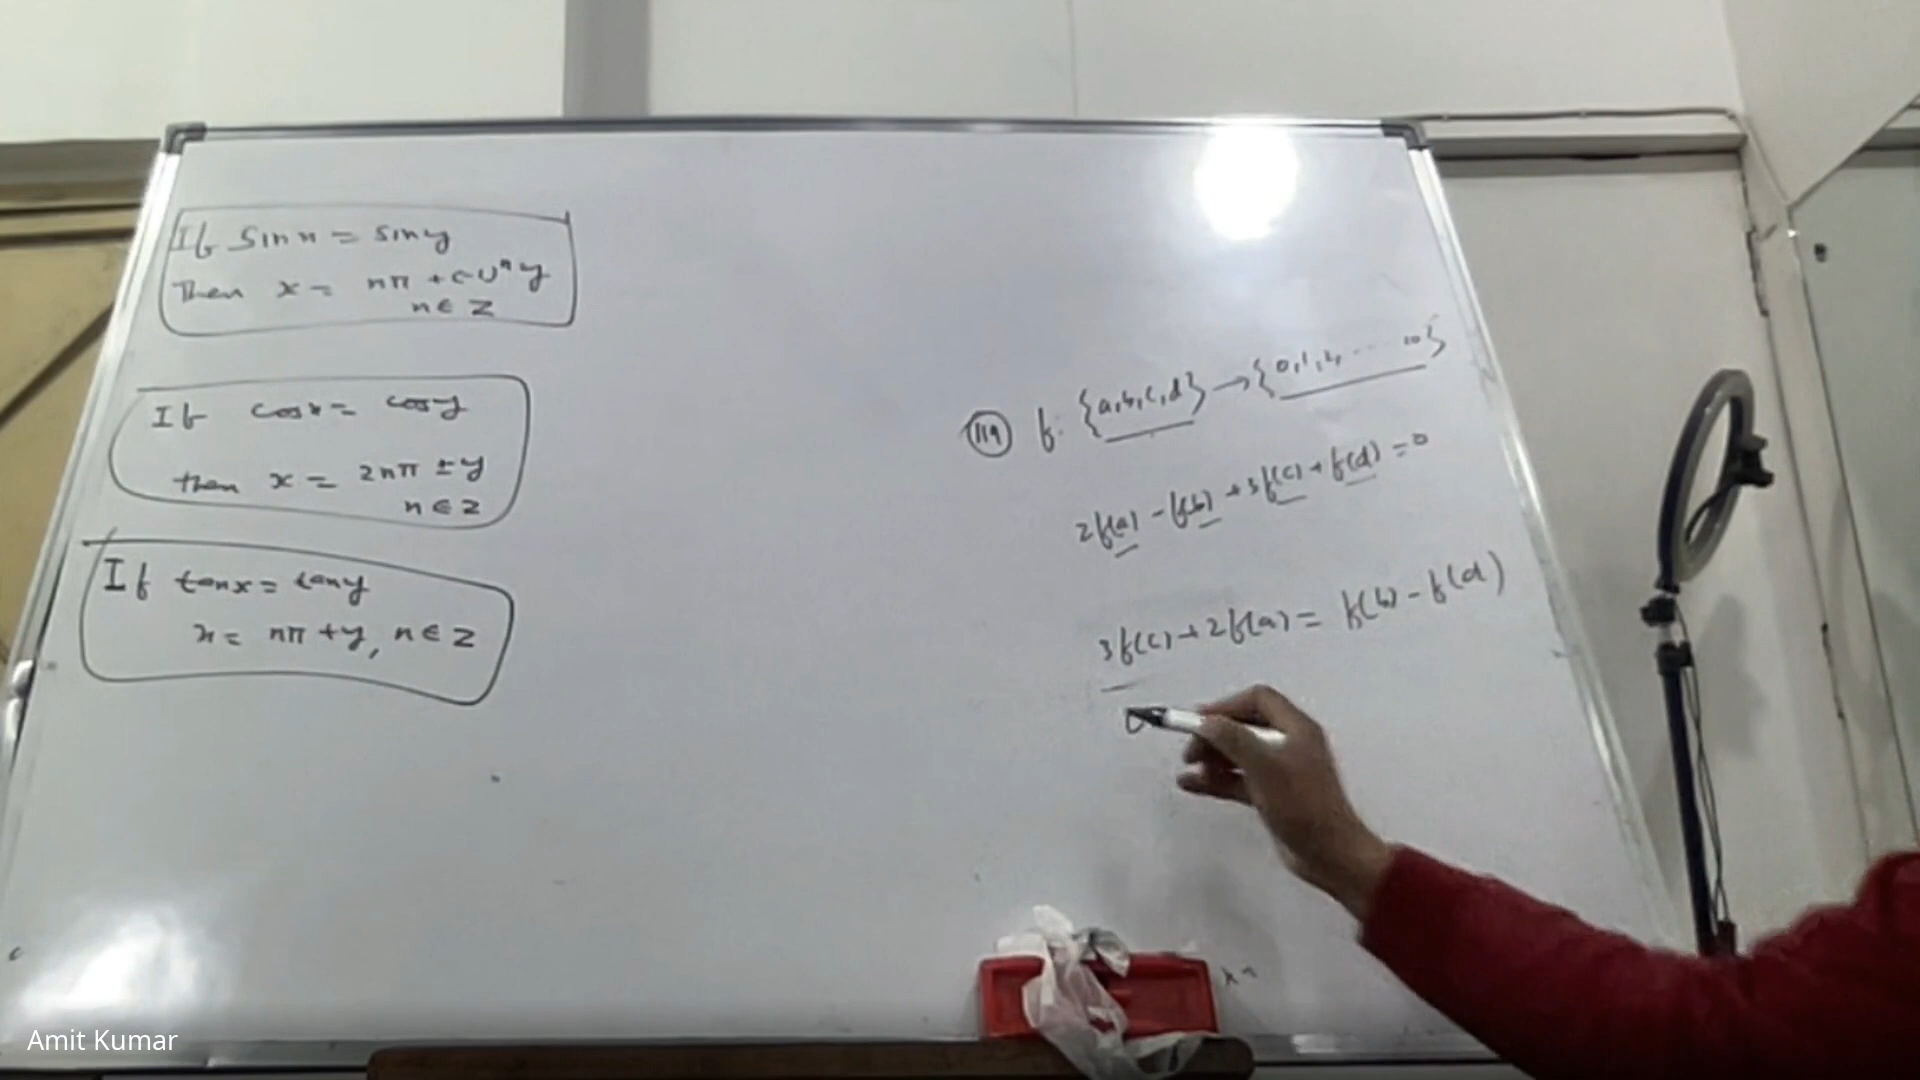 If sin x = sin y
Then x = nπ + (-1)ⁿ y
n ∈ Z
If cos x = cos y
then x = 2nπ ± y
n ∈ Z
If tan x = tan y
x = nπ + y, n ∈ Z
119 f: {a,b,c,d} → {0,1,2, ... 10}
2f(a) - f(b) + 3f(c) + f(d) = 0
3f(c) + 2f(a) = f(b) - f(d)
Amit Kumar